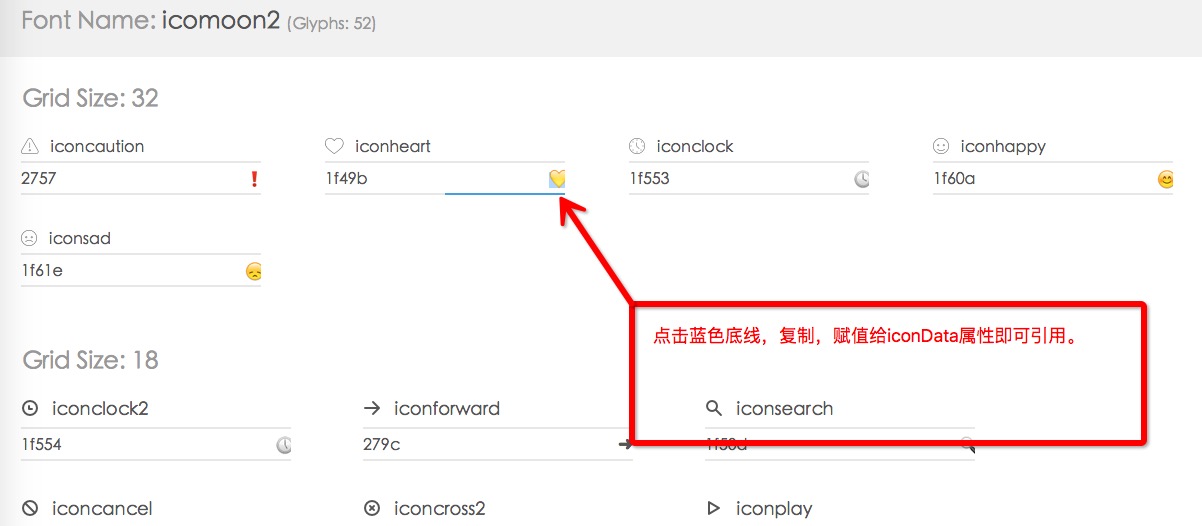 Font Name: icomoon2 (Glyphs: 52)
Grid Size: 32
iconcaution iconheart iconclock iconhappy
2757 1f49b 1f553 1f60a
iconsad
1f61e
点击蓝色底线，复制，赋值给iconData属性即可引用。
Grid Size: 18
iconclock2 iconforward iconsearch
1f554 279c 1f50d
iconcancel iconcross2 iconplay